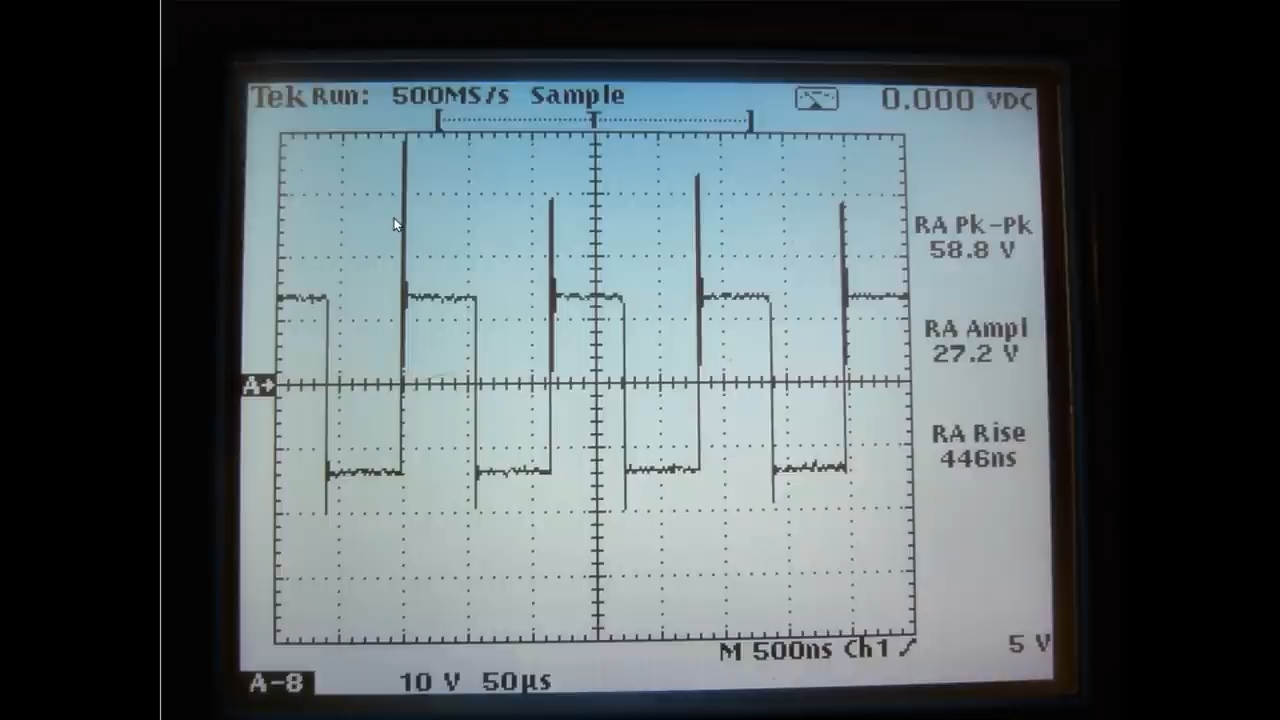 Tek Run: 500MS/s Sample 0.000 VDC
T
RA Pk-Pk
58.8 V
RA Ampl
27.2 V
RA Rise
446ns
A
M 500ns Ch1 5 V
A-8 10 V 50µs